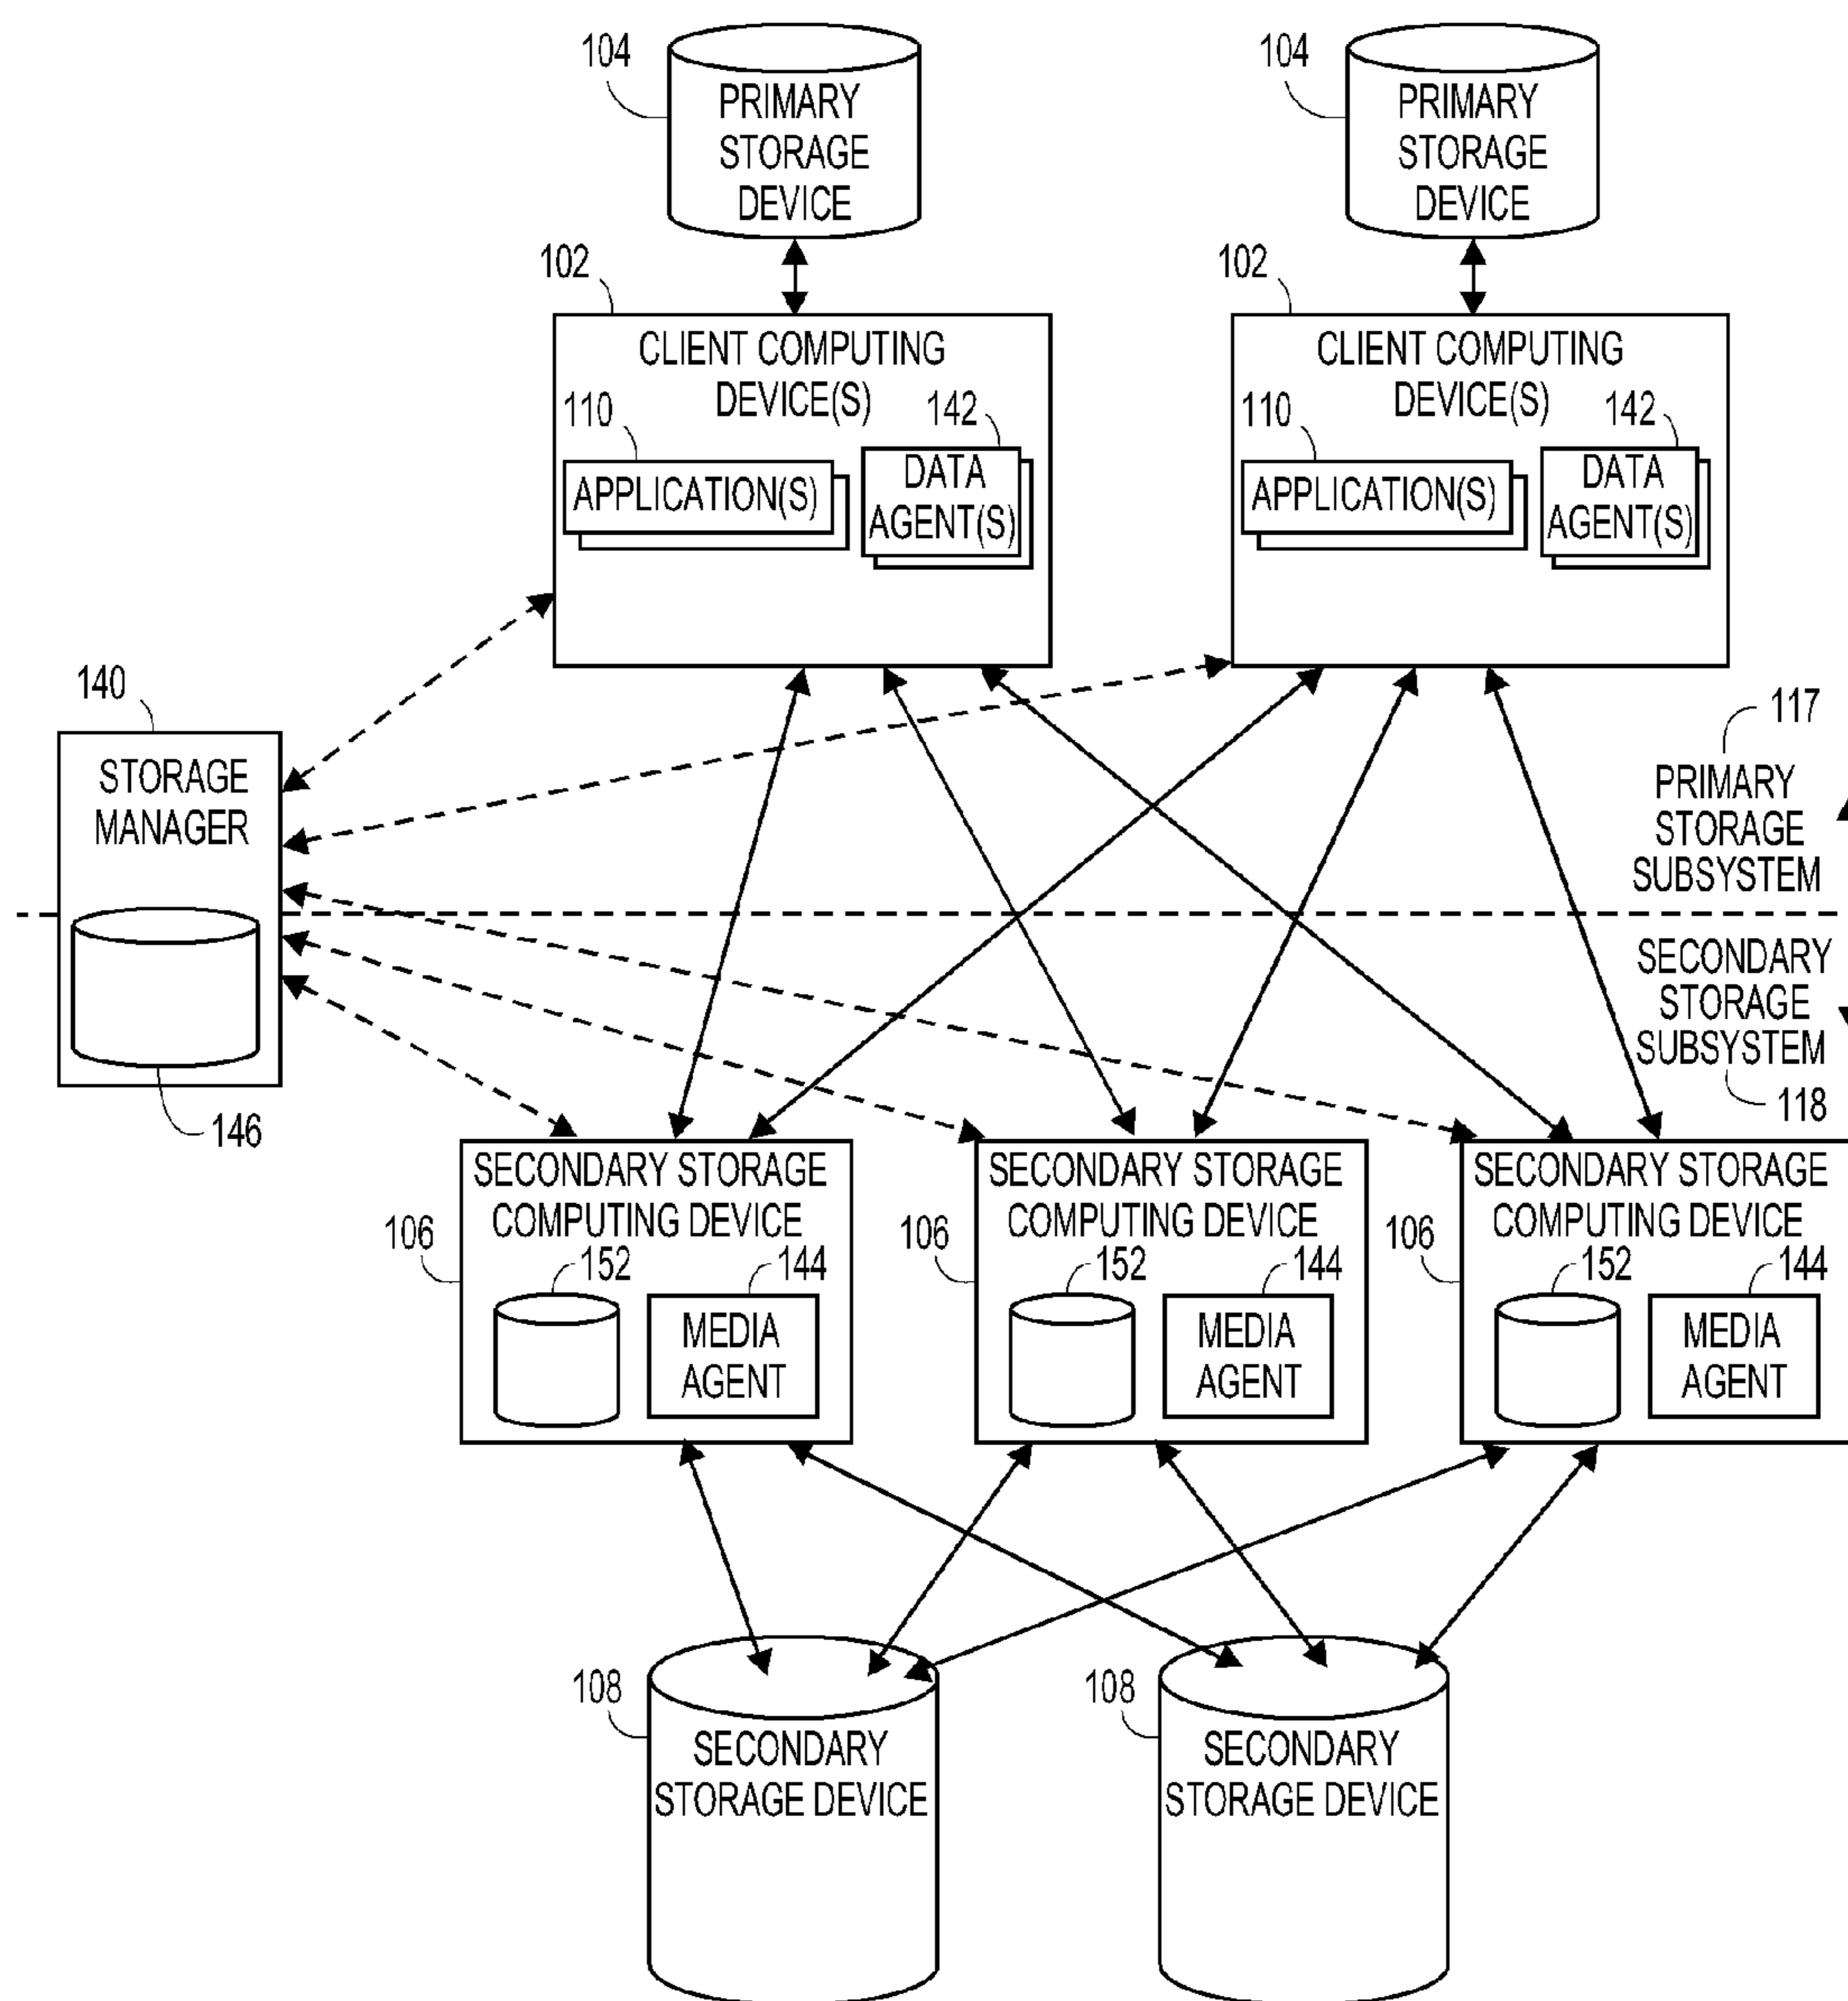 104
PRIMARY
STORAGE
DEVICE
104
PRIMARY
STORAGE
DEVICE
102
CLIENT COMPUTING
DEVICE(S)
110
142
APPLICATION(S)
DATA
AGENT(S)
102
CLIENT COMPUTING
DEVICE(S)
110
142
APPLICATION(S)
DATA
AGENT(S)
140
STORAGE
MANAGER
146
117
PRIMARY
STORAGE
SUBSYSTEM
SECONDARY
STORAGE
SUBSYSTEM
118
106
SECONDARY STORAGE
COMPUTING DEVICE
152
144
MEDIA
AGENT
106
SECONDARY STORAGE
COMPUTING DEVICE
152
144
MEDIA
AGENT
106
SECONDARY STORAGE
COMPUTING DEVICE
152
144
MEDIA
AGENT
108
SECONDARY
STORAGE DEVICE
108
SECONDARY
STORAGE DEVICE